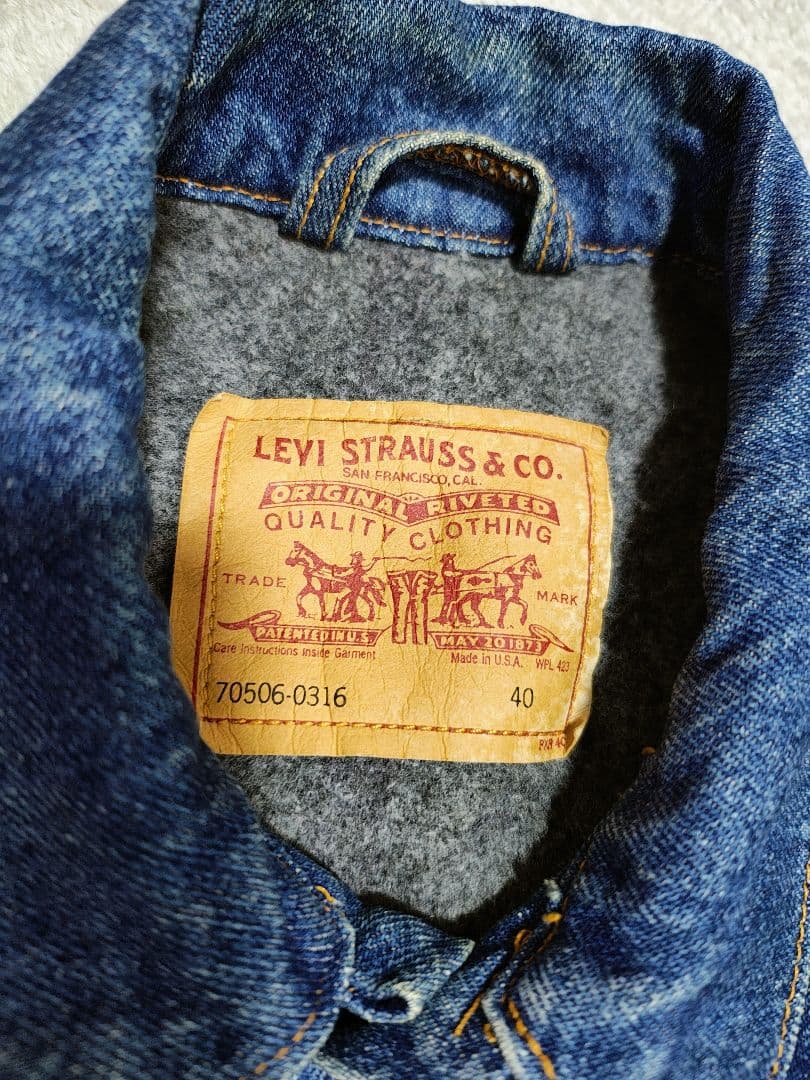 LEVI STRAUSS & CO.
SAN FRANCISCO, CAL.
ORIGINAL RIVETED
QUALITY CLOTHING
TRADE MARK
PATENTED IN U.S. MAY 20 1873
Care Instructions Inside Garment Made in U.S.A. WPL 423
70506-0316 40